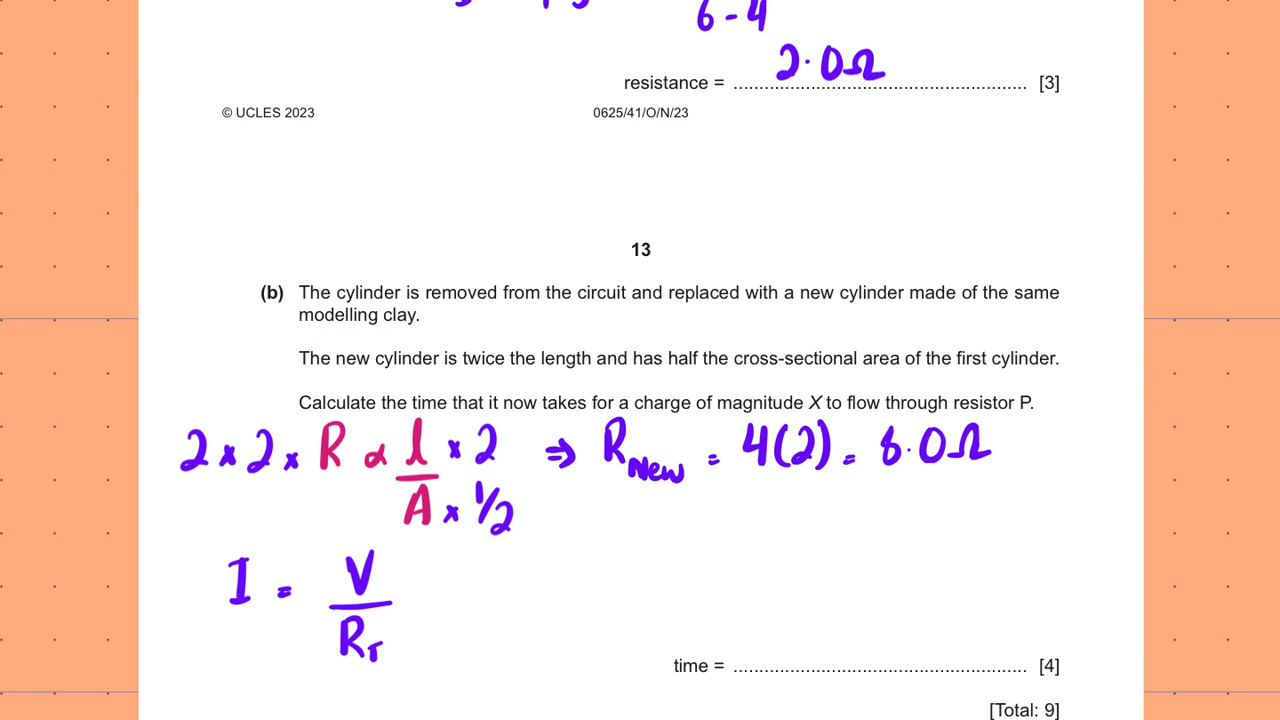 6 - 4
2.0Ω
resistance = ...................................................... [3]
© UCLES 2023 0625/41/O/N/23
13
(b) The cylinder is removed from the circuit and replaced with a new cylinder made of the same
modelling clay.
The new cylinder is twice the length and has half the cross-sectional area of the first cylinder.
Calculate the time that it now takes for a charge of magnitude X to flow through resistor P.
2 × 2 × R ∝ l × 2 / A × 1/2 ⇒ R New = 4(2) = 8.0Ω
I = V / R T
time = ...................................................... [4]
[Total: 9]